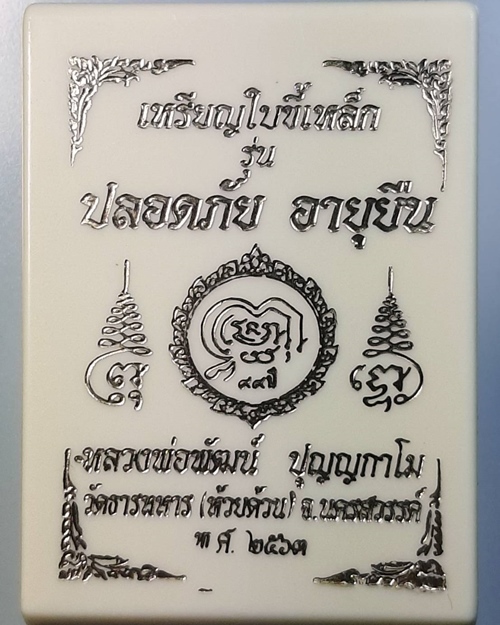 เหรียญใบขี้เหล็ก
รุ่น
ปลอดภัย อายุยืน
๘๘ปี
หลวงพ่อพัฒน์ ปุญญกาโม
วัดธารทหาร (ห้วยด้วน) จ.นครสวรรค์
พ.ศ. ๒๕๖๓